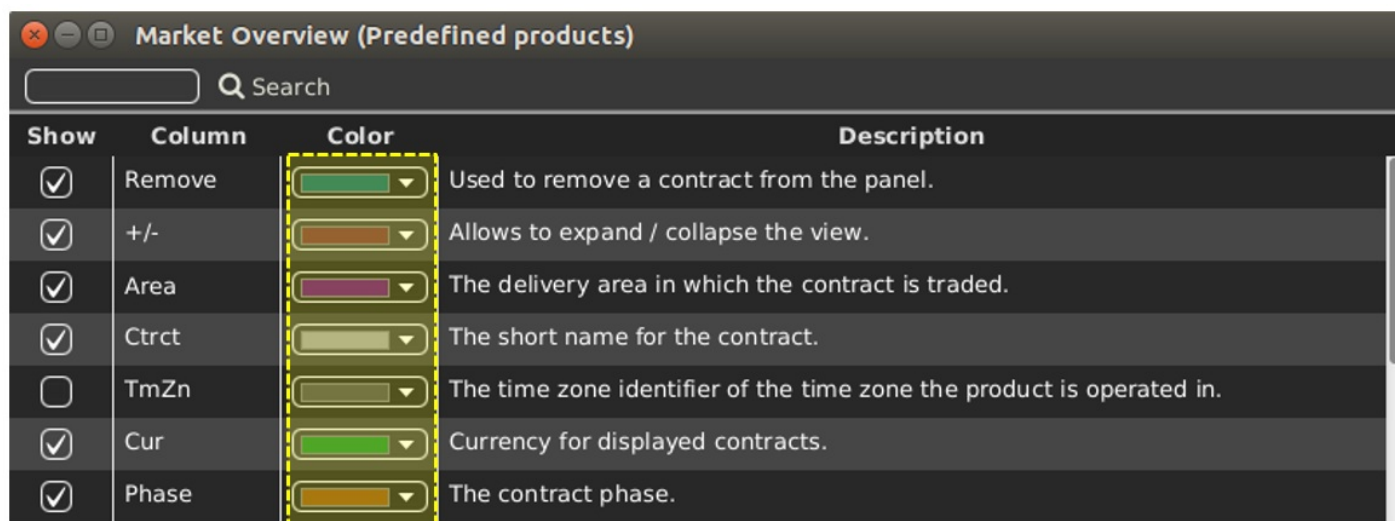 Market Overview (Predefined products)
Search
Show Column Color Description
Remove Used to remove a contract from the panel.
+/- Allows to expand / collapse the view.
Area The delivery area in which the contract is traded.
Ctrct The short name for the contract.
TmZn The time zone identifier of the time zone the product is operated in.
Cur Currency for displayed contracts.
Phase The contract phase.